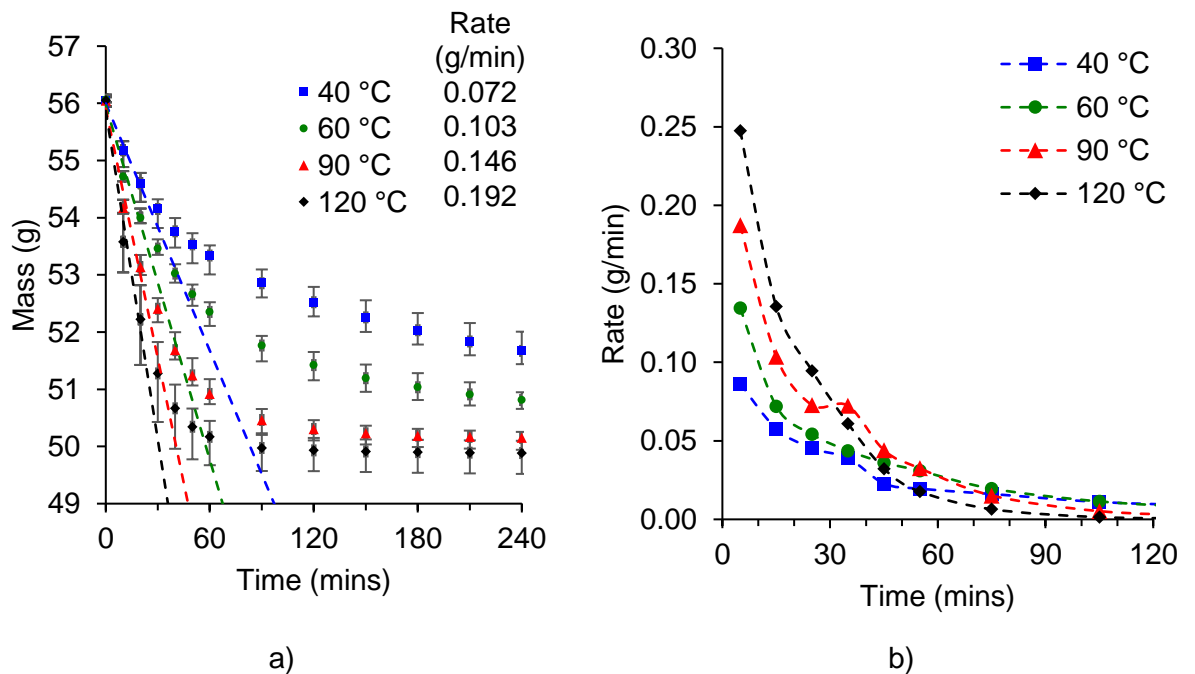 Rate
(g/min)
40 °C 0.072
60 °C 0.103
90 °C 0.146
120 °C 0.192
57
56
55
54
53
52
51
50
49
Mass (g)
0 60 120 180 240
Time (mins)
a)
40 °C
60 °C
90 °C
120 °C
0.30
0.25
0.20
0.15
0.10
0.05
0.00
Rate (g/min)
0 30 60 90 120
Time (mins)
b)